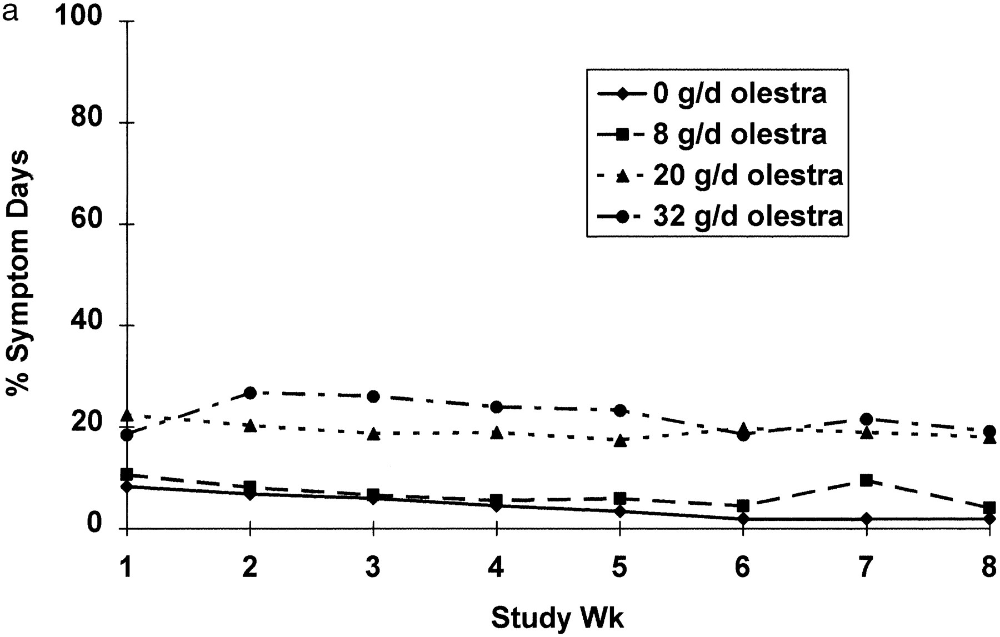 a
100
80
60
40
20
0
% Symptom Days
0 g/d olestra
8 g/d olestra
20 g/d olestra
32 g/d olestra
1 2 3 4 5 6 7 8
Study Wk